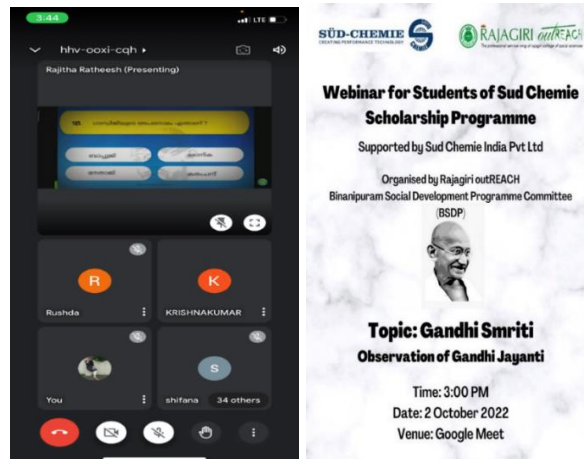 3:44
LTE
hhv-ooxi-cqh
Rajitha Ratheesh (Presenting)
ബാപ്പുജി
നേതാജി
R
Rushda
K
KRISHNAKUMAR
You
S
shifana
34 others
SÜD-CHEMIE
CREATING PERFORMANCE TECHNOLOGY
RAJAGIRI outREACH
Webinar for Students of Sud Chemie
Scholarship Programme
Supported by Sud Chemie India Pvt Ltd
Organised by Rajagiri outREACH
Binanipuram Social Development Programme Committee
(BSDP)
Topic: Gandhi Smriti
Observation of Gandhi Jayanti
Time: 3:00 PM
Date: 2 October 2022
Venue: Google Meet